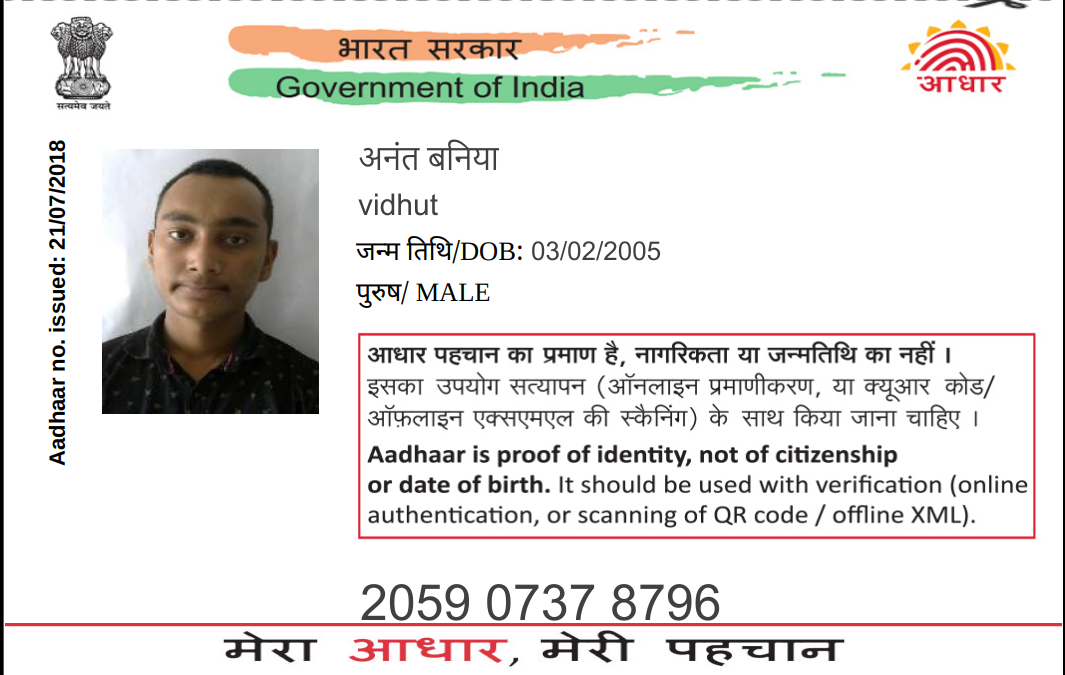 भारत सरकार
Government of India
सत्यमेव जयते
आधार
Aadhaar no. issued: 21/07/2018
अनंत बनिया
vidhut
जन्म तिथि/DOB: 03/02/2005
पुरुष/ MALE
आधार पहचान का प्रमाण है, नागरिकता या जन्मतिथि का नहीं ।
इसका उपयोग सत्यापन (ऑनलाइन प्रमाणीकरण, या क्यूआर कोड/
ऑफ़लाइन एक्सएमएल की स्कैनिंग) के साथ किया जाना चाहिए ।
Aadhaar is proof of identity, not of citizenship
or date of birth. It should be used with verification (online
authentication, or scanning of QR code / offline XML).
2059 0737 8796
मेरा आधार, मेरी पहचान